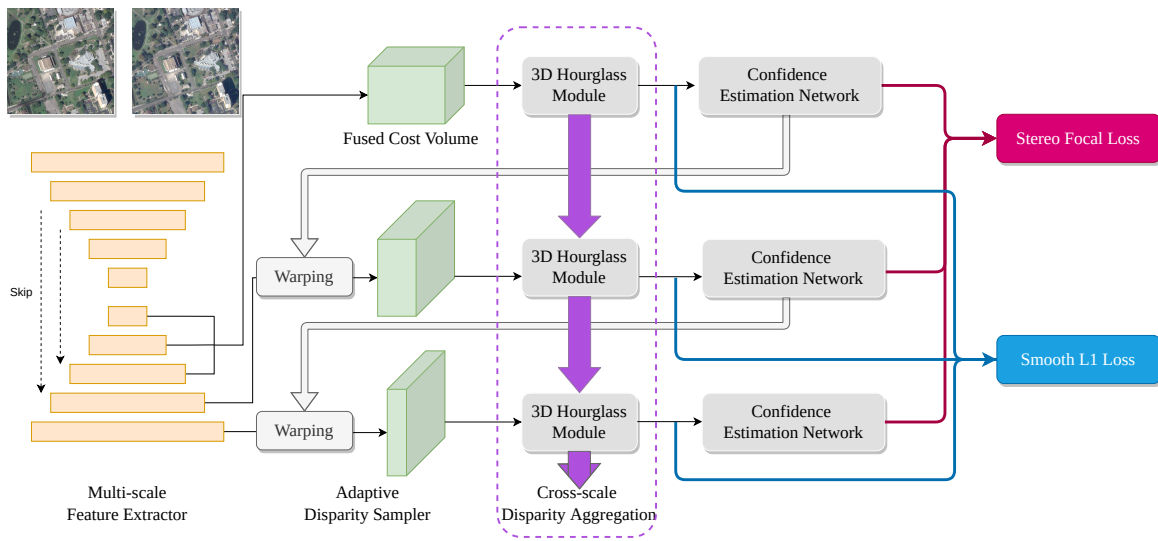 3D Hourglass
Module
Confidence
Estimation Network
Fused Cost Volume
Stereo Focal Loss
Skip
Warping
3D Hourglass
Module
Confidence
Estimation Network
Smooth L1 Loss
Warping
3D Hourglass
Module
Confidence
Estimation Network
Multi-scale
Feature Extractor
Adaptive
Disparity Sampler
Cross-scale
Disparity Aggregation